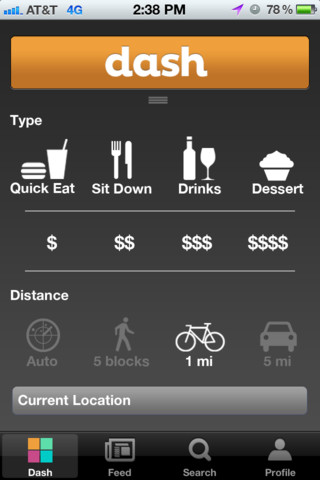 AT&T 4G 2:38 PM 78 %
dash
Type
Quick Eat Sit Down Drinks Dessert
$ $$ $$$ $$$$
Distance
Auto 5 blocks 1 mi 5 mi
Current Location
Dash Feed Search Profile